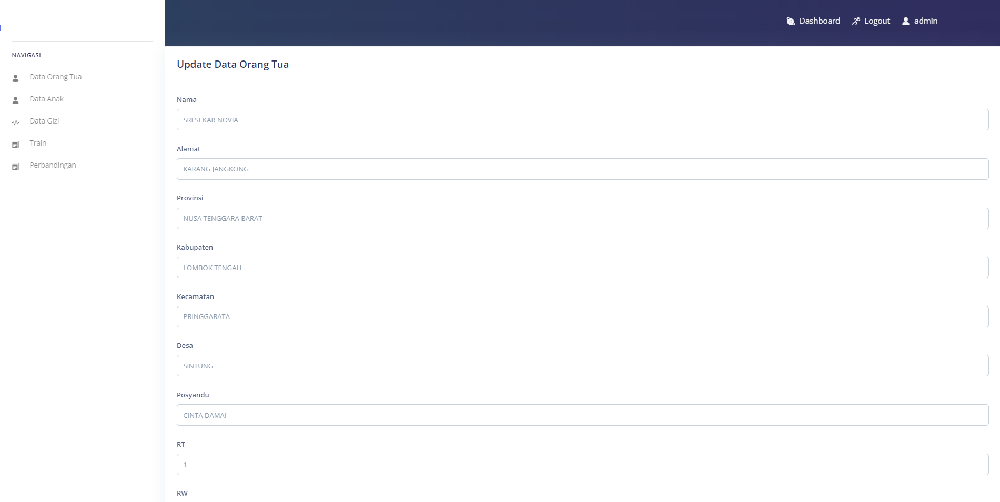 Dashboard
Logout
admin
NAVIGASI
Data Orang Tua
Data Anak
Data Gizi
Train
Perbandingan
Update Data Orang Tua
Nama
SRI SEKAR NOVIA
Alamat
KARANG JANGKONG
Provinsi
NUSA TENGGARA BARAT
Kabupaten
LOMBOK TENGAH
Kecamatan
PRINGGARATA
Desa
SINTUNG
Posyandu
CINTA DAMAI
RT
1
RW